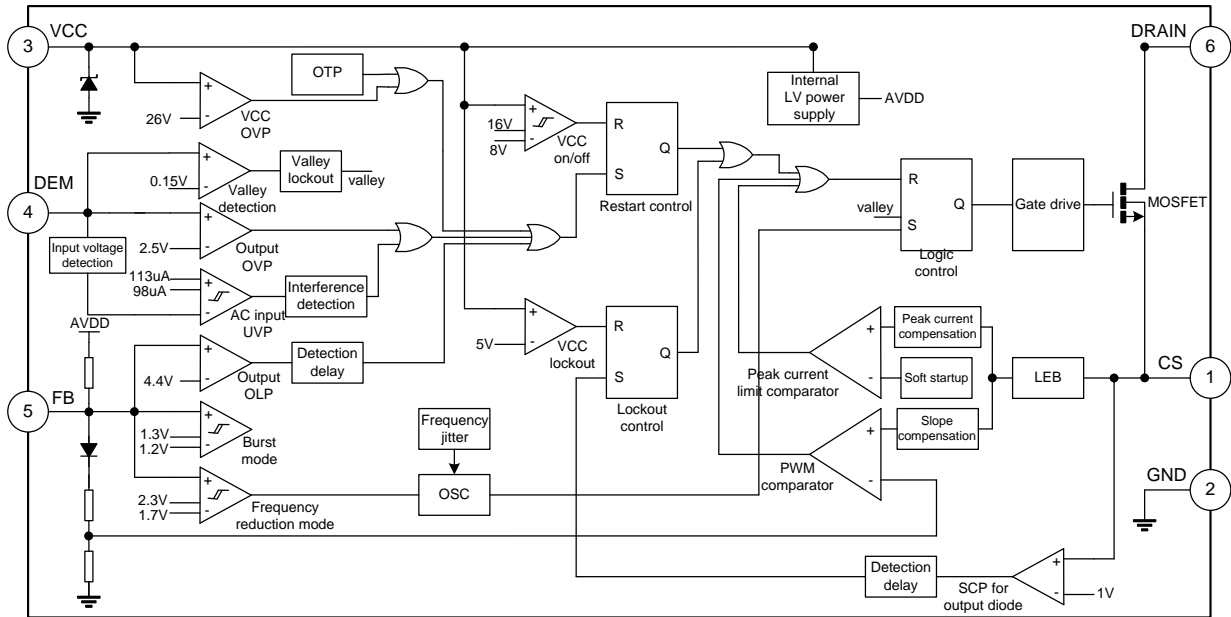 3
VCC
DRAIN
6
OTP
+
-
26V
VCC
OVP
+
-
16V
8V
VCC
on/off
R
S
Q
Restart control
Internal
LV power
supply
AVDD
DEM
4
+
-
0.15V
Valley
detection
Valley
lockout
valley
+
-
2.5V
Output
OVP
Input voltage
detection
113uA
98uA
+
+
-
AC input
UVP
Interference
detection
valley
R
S
Q
Logic
control
Gate drive
MOSFET
AVDD
+
-
4.4V
Output
OLP
Detection
delay
+
-
5V
VCC
lockout
R
S
Q
Lockout
control
+
-
Peak current
limit comparator
Peak current
compensation
Soft startup
LEB
CS
1
FB
5
+
-
1.3V
1.2V
Burst
mode
Frequency
jitter
OSC
+
-
2.3V
1.7V
Frequency
reduction mode
+
-
PWM
comparator
Slope
compensation
GND
2
Detection
delay
+
-
SCP for
output diode
1V